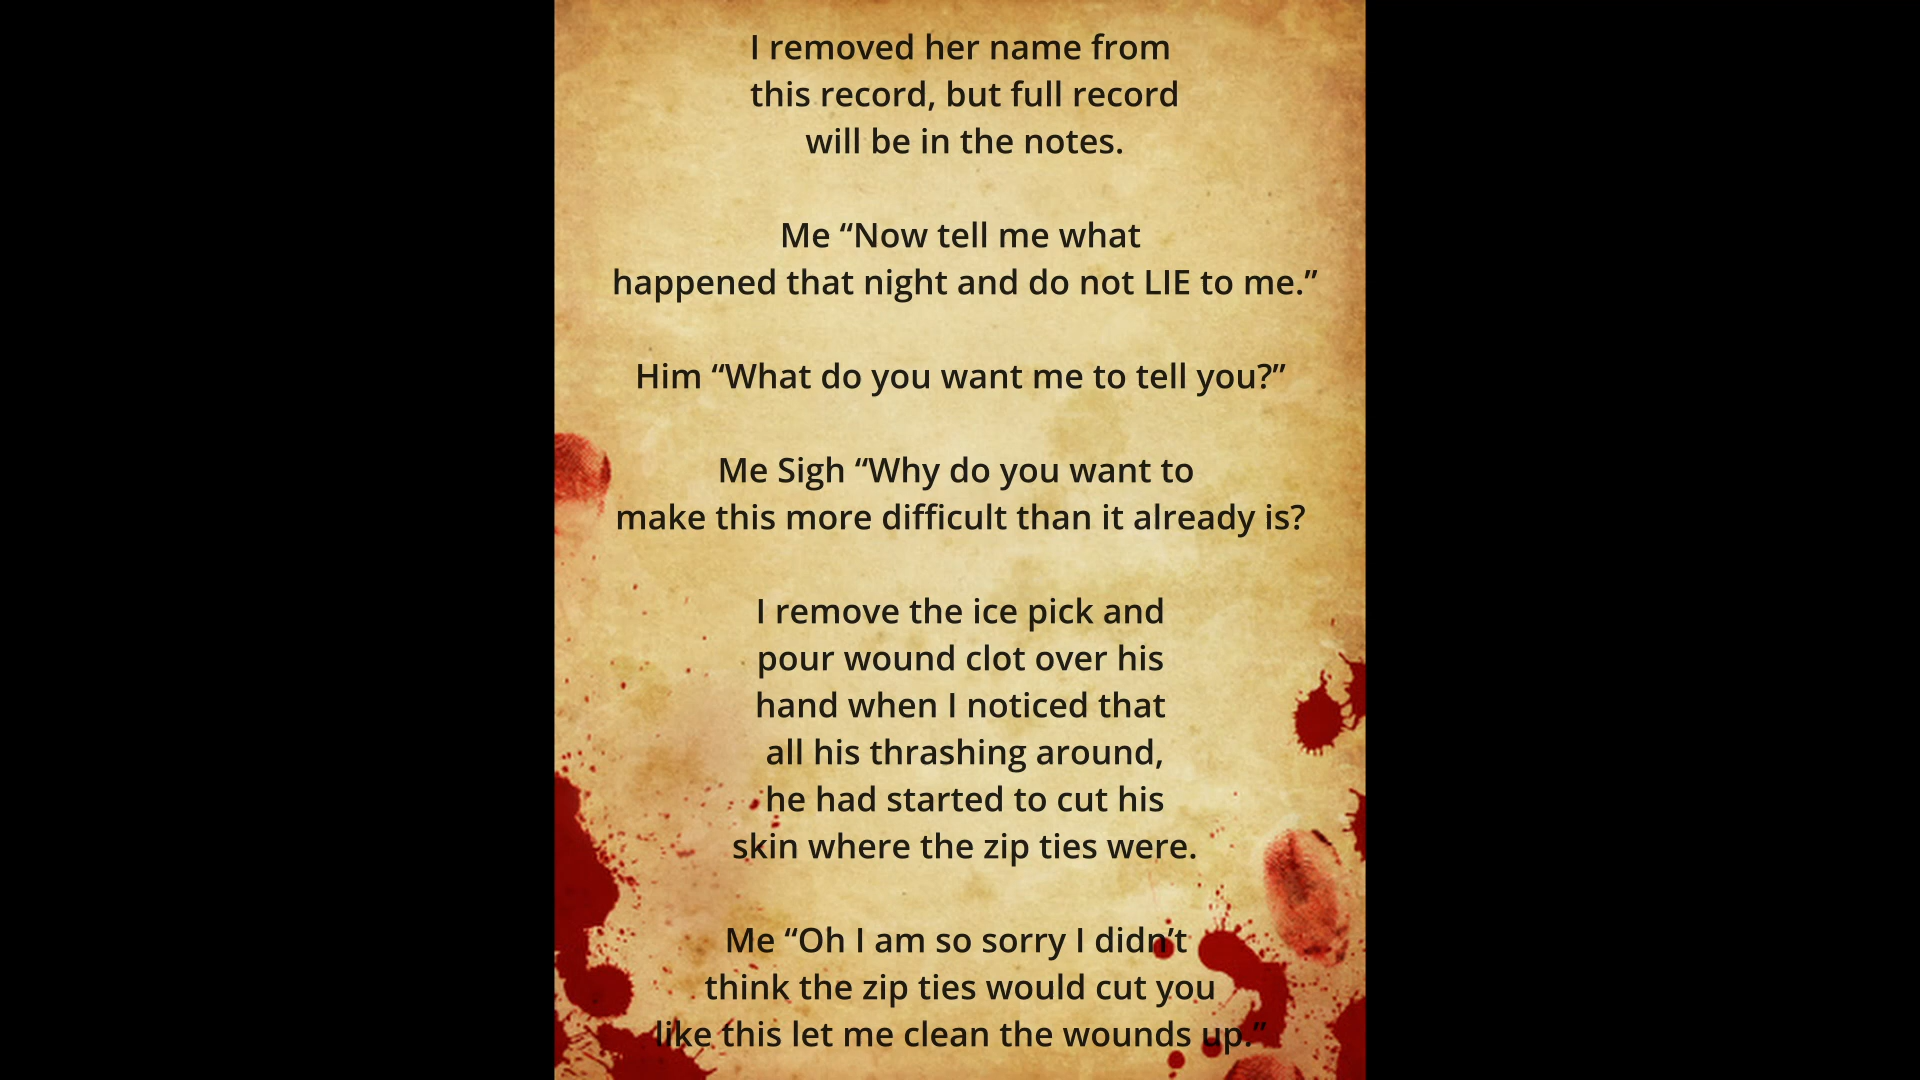 I removed her name from
this record, but full record
will be in the notes.
Me “Now tell me what
happened that night and do not LIE to me.”
Him “What do you want me to tell you?”
Me Sigh “Why do you want to
make this more difficult than it already is?
I remove the ice pick and
pour wound clot over his
hand when I noticed that
all his thrashing around,
he had started to cut his
skin where the zip ties were.
Me “Oh I am so sorry I didn’t
think the zip ties would cut you
like this let me clean the wounds up.”